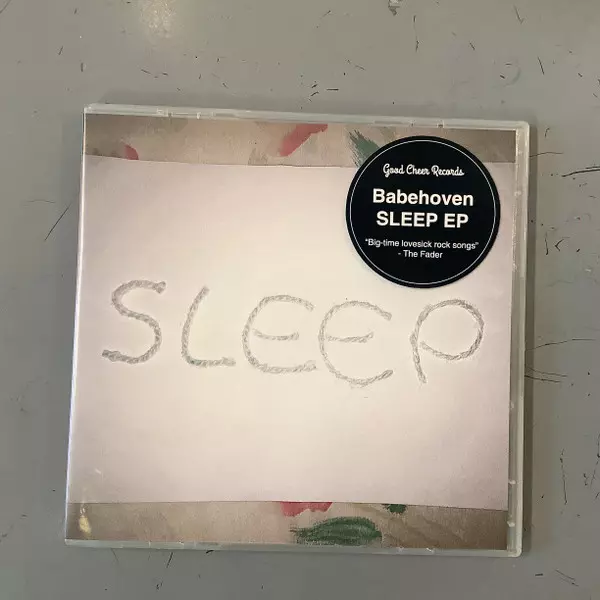 Good Cheer Records
Babehoven
SLEEP EP
"Big-time lovesick rock songs"
- The Fader
SLEEP